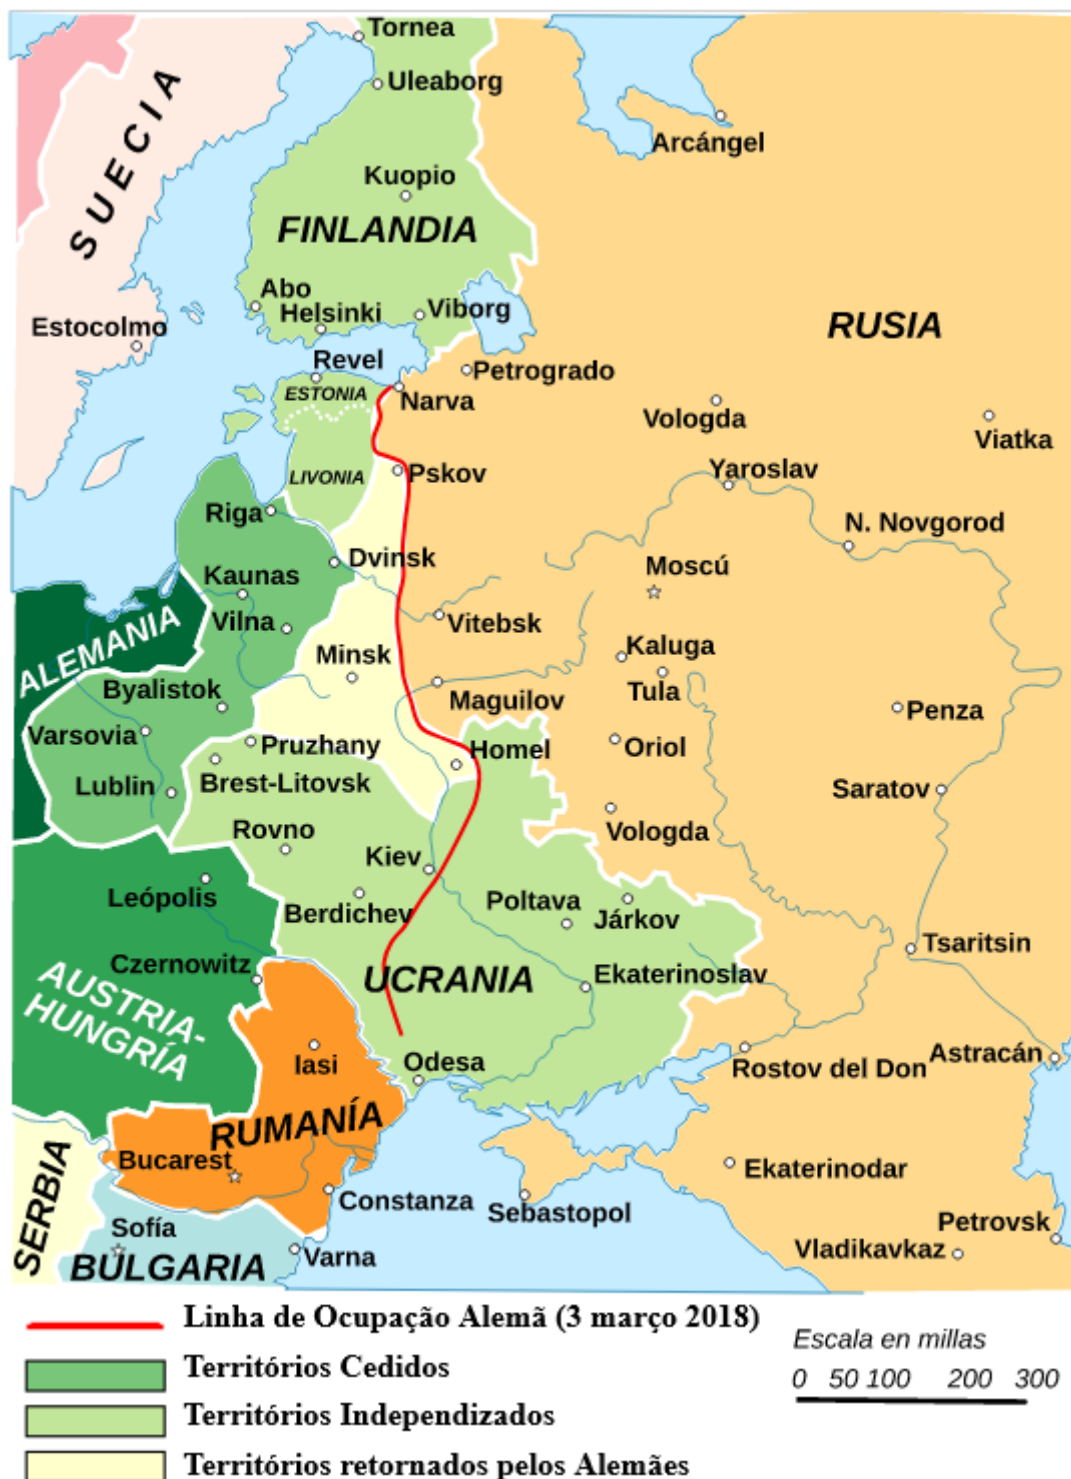 Tornea
Uleaborg
SUECIA
Arcángel
Kuopio
FINLANDIA
Abo
Helsinki
Viborg
Estocolmo
RUSIA
Revel
Petrogrado
ESTONIA
Narva
Vologda
Viatka
LIVONIA
Pskov
Yaroslav
Riga
N. Novgorod
Dvinsk
Moscú
Kaunas
Vilna
Vitebsk
ALEMANIA
Minsk
Kaluga
Tula
Byalistok
Maguilov
Penza
Varsovia
Pruzhany
Homel
Oriol
Lublin
Brest-Litovsk
Saratov
Rovno
Vologda
Kiev
Leópolis
Berdichev
Poltava
Járkov
Tsaritsin
Czernowitz
UCRANIA
Ekaterinoslav
AUSTRIA-
HUNGRÍA
Iasi
Odesa
Rostov del Don
Astracán
RUMANÍA
Bucarest
Ekaterinodar
SERBIA
Constanza
Sebastopol
Sofía
Petrovsk
BULGARIA
Varna
Vladikavkaz
Linha de Ocupação Alemã (3 março 2018)
Territórios Cedidos
Territórios Independizados
Territórios retornados pelos Alemães
Escala en millas
0 50 100 200 300